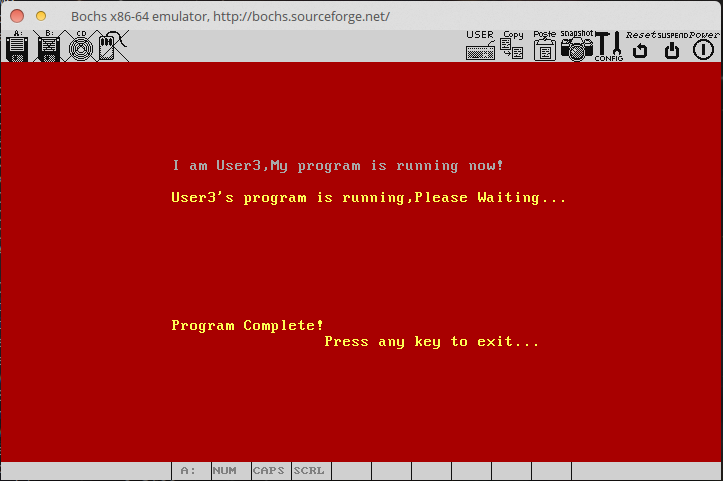 Bochs x86-64 emulator, http://bochs.sourceforge.net/
A: B: CD USER Copy Paste snapshot CONFIG Reset SUSPEND Power
I am User3,My program is running now!
User3's program is running,Please Waiting...
Program Complete!
Press any key to exit...
A: NUM CAPS SCRL